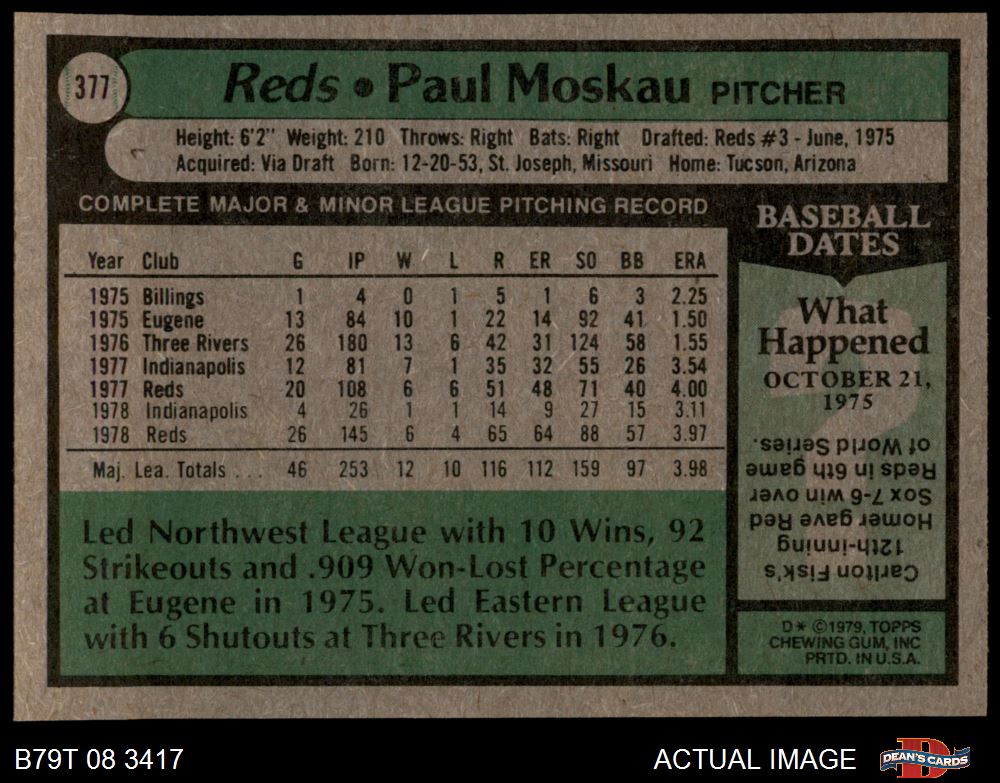 377
Reds • Paul Moskau PITCHER
Height: 6'2" Weight: 210 Throws: Right Bats: Right Drafted: Reds #3 - June, 1975
Acquired: Via Draft Born: 12-20-53, St. Joseph, Missouri Home: Tucson, Arizona
COMPLETE MAJOR & MINOR LEAGUE PITCHING RECORD
Year Club G IP W L R ER SO BB ERA
1975 Billings 1 4 0 1 5 1 6 3 2.25
1975 Eugene 13 84 10 1 22 14 92 41 1.50
1976 Three Rivers 26 180 13 6 42 31 124 58 1.55
1977 Indianapolis 12 81 7 1 35 32 55 26 3.54
1977 Reds 20 108 6 6 51 48 71 40 4.00
1978 Indianapolis 4 26 1 1 14 9 27 15 3.11
1978 Reds 26 145 6 4 65 64 88 57 3.97
Maj. Lea. Totals ... 46 253 12 10 116 112 159 97 3.98
Led Northwest League with 10 Wins, 92
Strikeouts and .909 Won-Lost Percentage
at Eugene in 1975. Led Eastern League
with 6 Shutouts at Three Rivers in 1976.
BASEBALL
DATES
What
Happened
OCTOBER 21,
1975
Carlton Fisk's
12th-inning
Homer gave Red
Sox 7-6 win over
Reds in 6th game
of World Series.
D* ©1979, TOPPS
CHEWING GUM, INC
PRTD. IN U.S.A.
B79T 08 3417
ACTUAL IMAGE
DEAN'S CARDS